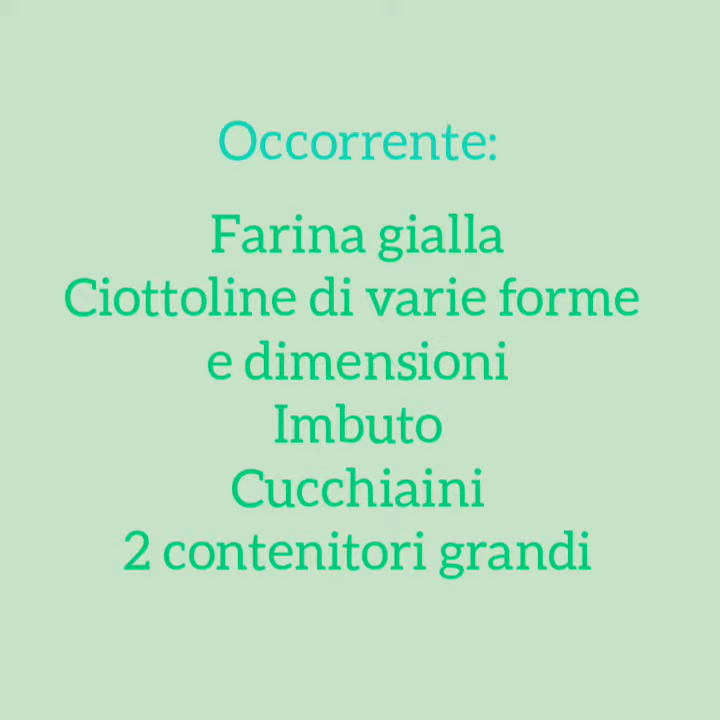 Occorrente:
Farina gialla
Ciottoline di varie forme
e dimensioni
Imbuto
Cucchiaini
2 contenitori grandi